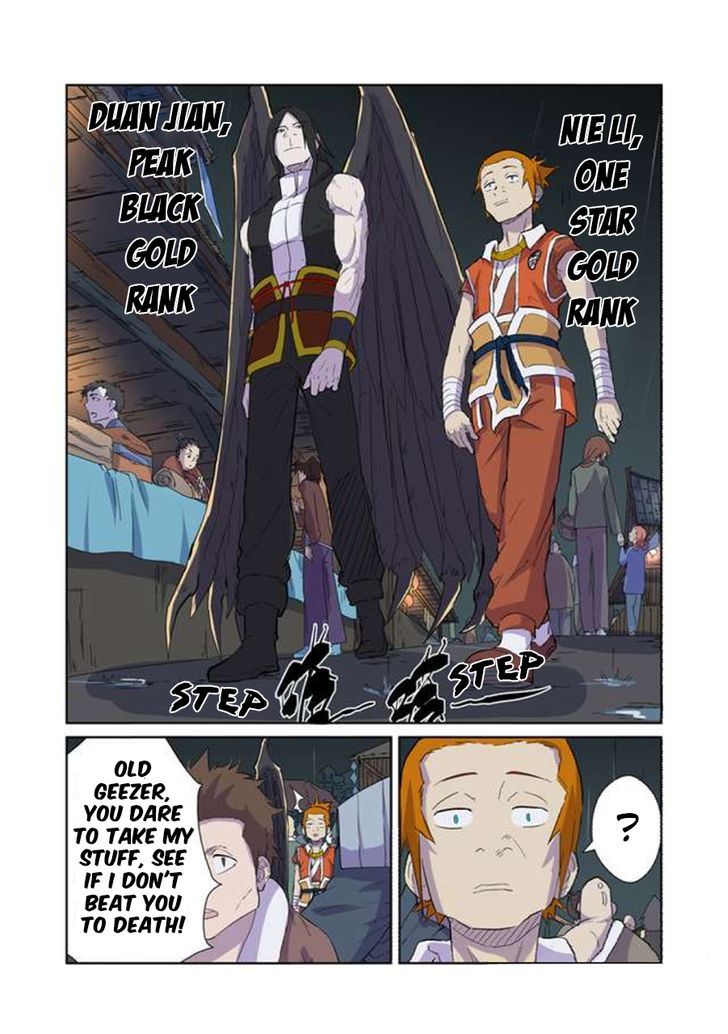 DUAN JIAN,
PEAK
BLACK
GOLD
RANK
NIE LI,
ONE
STAR
GOLD
RANK
STEP
STEP
OLD
GEEZER,
YOU DARE
TO TAKE MY
STUFF, SEE
IF I DON'T
BEAT YOU
TO DEATH!
?